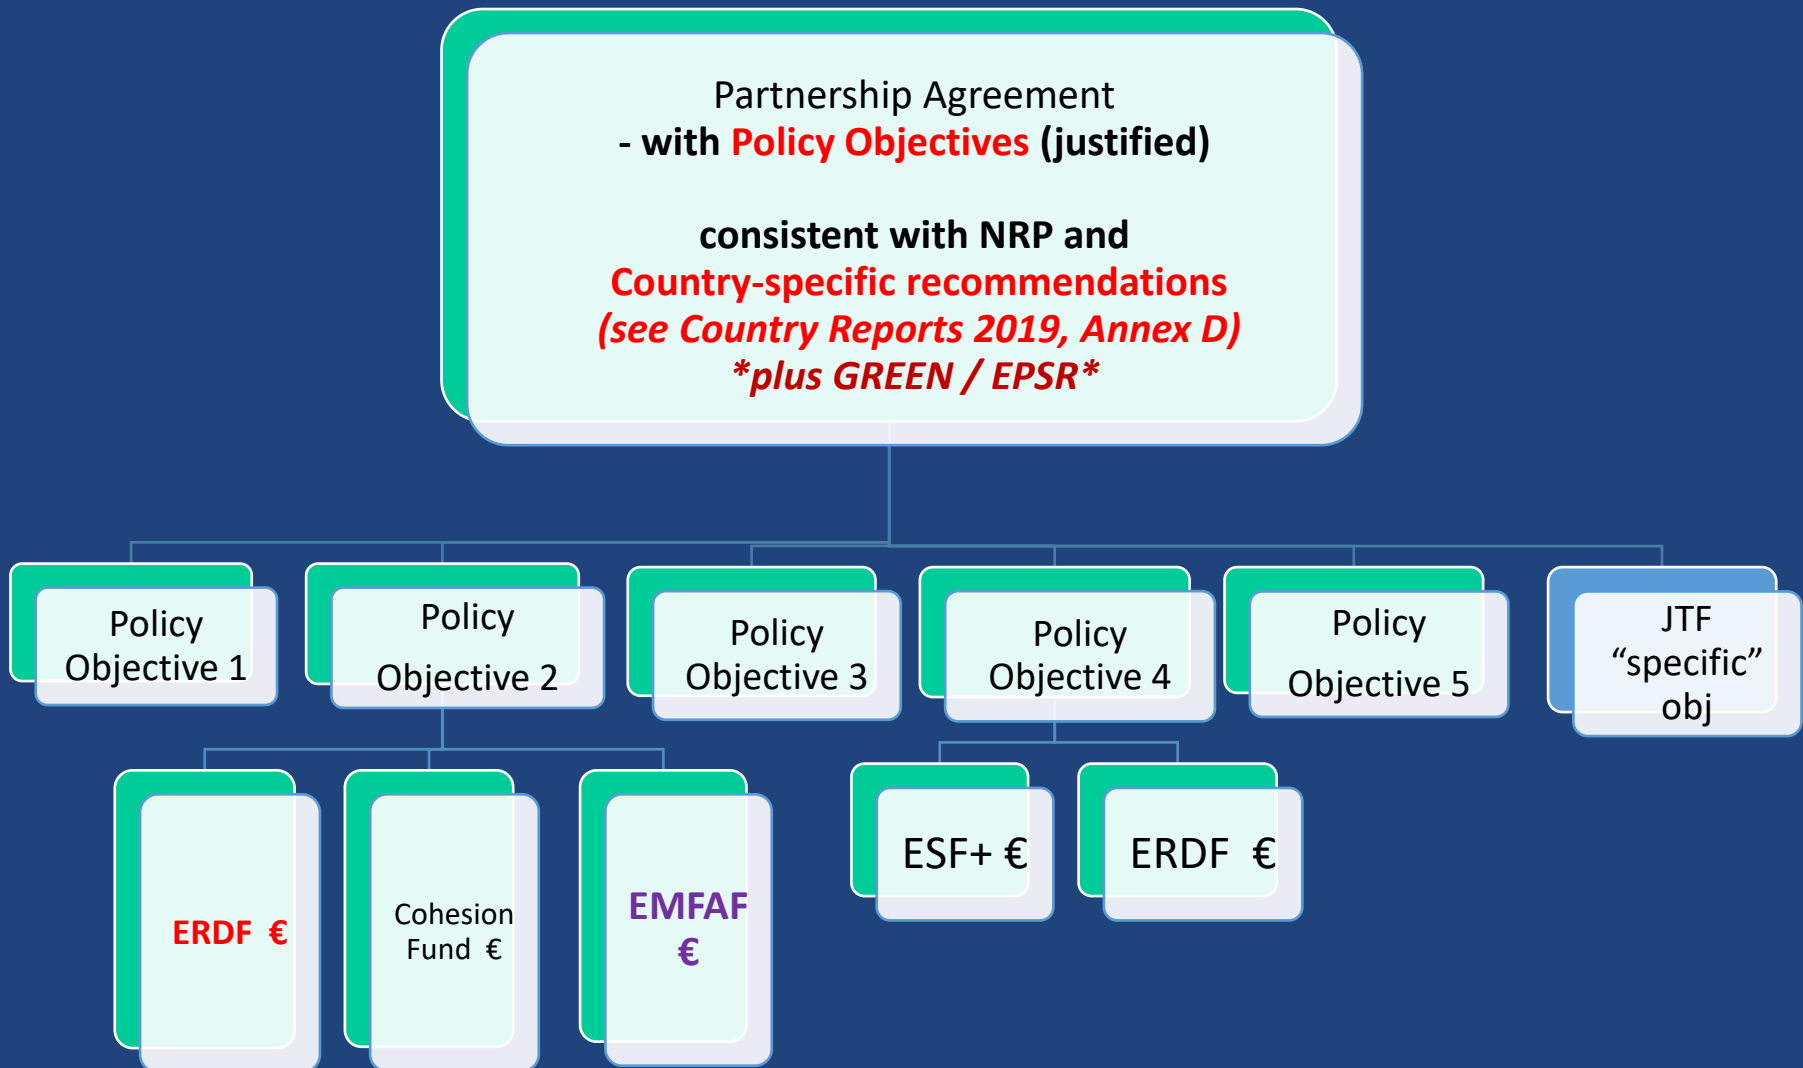 Partnership Agreement
- with Policy Objectives (justified)
consistent with NRP and
Country-specific recommendations
(see Country Reports 2019, Annex D)
*plus GREEN / EPSR*
Policy
Objective 1
Policy
Objective 2
Policy
Objective 3
Policy
Objective 4
Policy
Objective 5
JTF
“specific”
obj
ERDF €
Cohesion
Fund €
EMFAF
€
ESF+ €
ERDF €